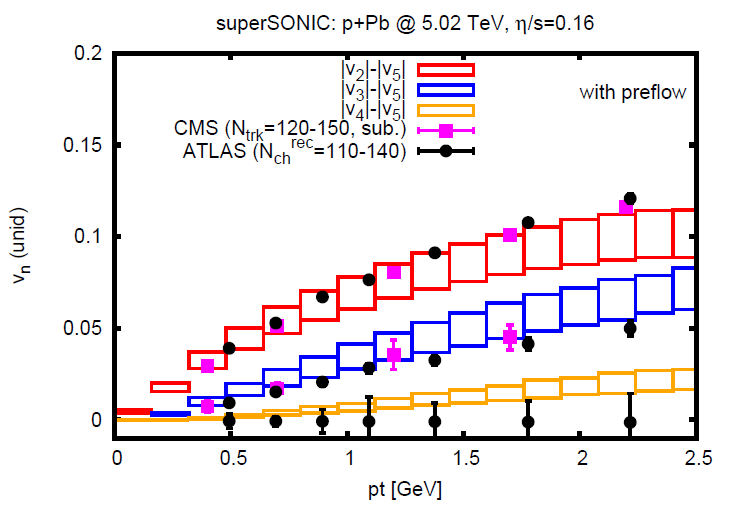 superSONIC: p+Pb @ 5.02 TeV, η/s=0.16
0.2
|v2|-|v5|
|v3|-|v5|
with preflow
|v4|-|v5|
CMS (Ntrk=120-150, sub.)
0.15
ATLAS (Nch^rec=110-140)
0.1
vn (unid)
0.05
0
0 0.5 1 1.5 2 2.5
pt [GeV]